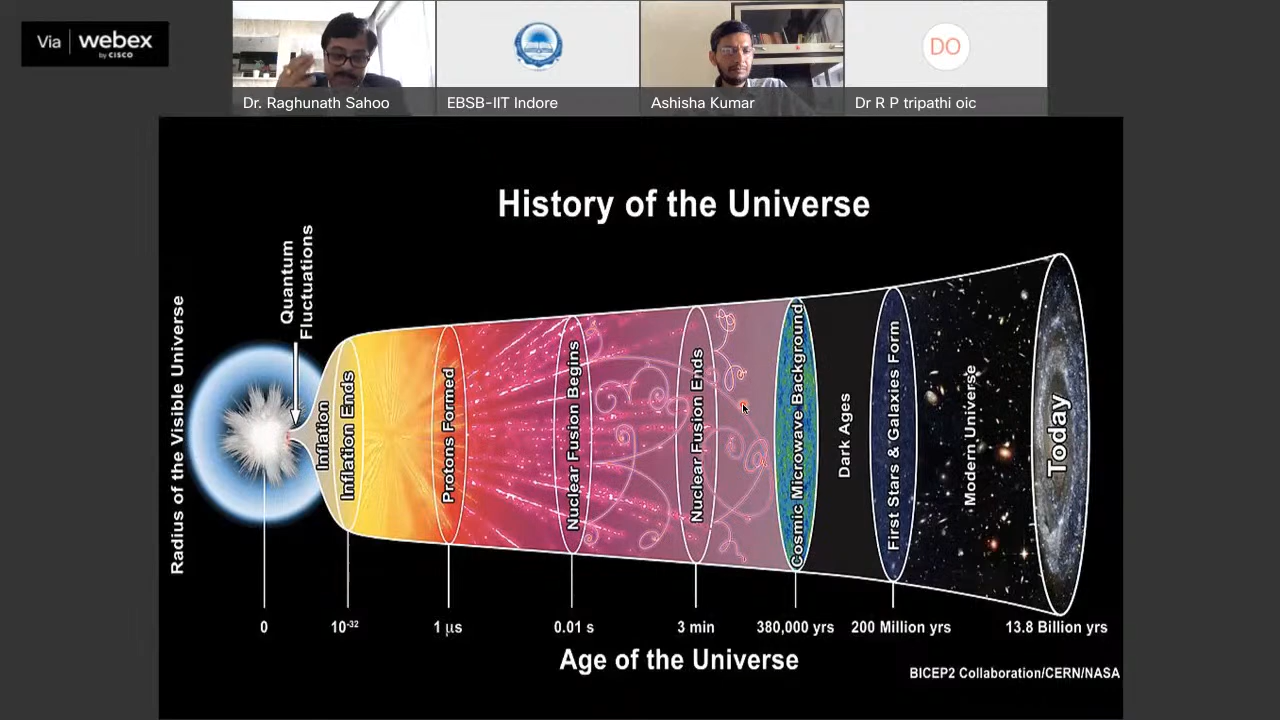 Via webex
by CISCO
Dr. Raghunath Sahoo
EBSB-IIT Indore
Ashisha Kumar
DO
Dr R P tripathi oic
History of the Universe
Radius of the Visible Universe
Quantum
Fluctuations
Inflation
Inflation Ends
Protons Formed
Nuclear Fusion Begins
Nuclear Fusion Ends
Cosmic Microwave Background
Dark Ages
First Stars & Galaxies Form
Modern Universe
Today
0
10⁻³²
1 µs
0.01 s
3 min
380,000 yrs
200 Million yrs
13.8 Billion yrs
Age of the Universe
BICEP2 Collaboration/CERN/NASA